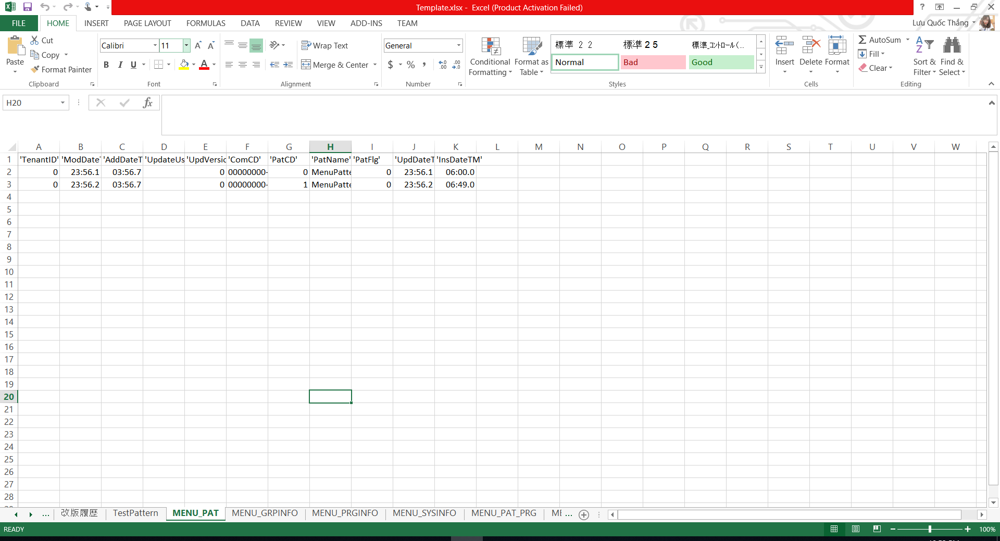 Template.xlsx - Excel (Product Activation Failed)
FILE HOME INSERT PAGE LAYOUT FORMULAS DATA REVIEW VIEW ADD-INS TEAM Lưu Quốc Thắng
Paste
Cut
Copy
Format Painter
Clipboard
Calibri 11
B I U
Font
Wrap Text
Merge & Center
Alignment
General
$ % ,
Number
Conditional Formatting
Format as Table
標準 2 2 標準 2 5 標準_コントロール(...
Normal Bad Good
Styles
Insert Delete Format
Cells
AutoSum
Fill
Clear
Sort & Filter
Find & Select
Editing
H20 fx
A B C D E F G H I J K L M N O P Q R S T U V W
1 'TenantID' 'ModDateT 'AddDateT 'UpdateUs 'UpdVersio 'ComCD' 'PatCD' 'PatName' 'PatFlg' 'UpdDateT 'InsDateTM'
2 0 23:56.1 03:56.7 0 00000000- 0 MenuPatte 0 23:56.1 06:00.0
3 0 23:56.2 03:56.7 0 00000000- 1 MenuPatte 0 23:56.2 06:49.0
4
5
6
7
8
9
10
11
12
13
14
15
16
17
18
19
20
21
22
23
24
25
26
27
28
... 改版履歴 TestPattern MENU_PAT MENU_GRPINFO MENU_PRGINFO MENU_SYSINFO MENU_PAT_PRG ME ...
READY 100%